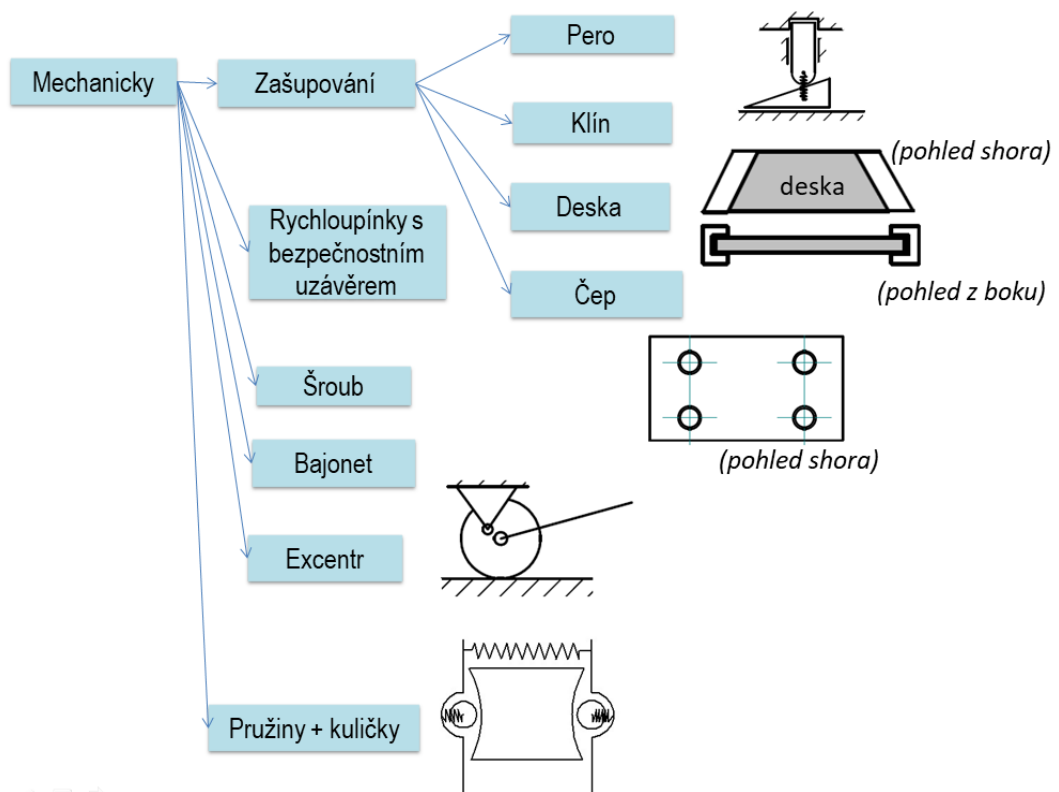 Mechanicky
Zašupování
Pero
Klín
Deska
Čep
Rychloupínky s
bezpečnostním
uzávěrem
Šroub
Bajonet
Excentr
Pružiny + kuličky
(pohled shora)
deska
(pohled z boku)
(pohled shora)